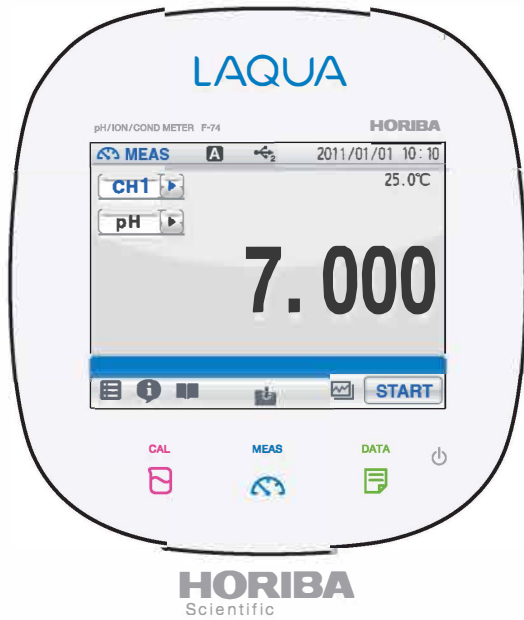 LAQUA
pH/ION/COND METER F-74 HORIBA
MEAS A 2 2011/01/01 10:10
CH1 25.0℃
pH
7.000
START
CAL MEAS DATA
HORIBA
Scientific